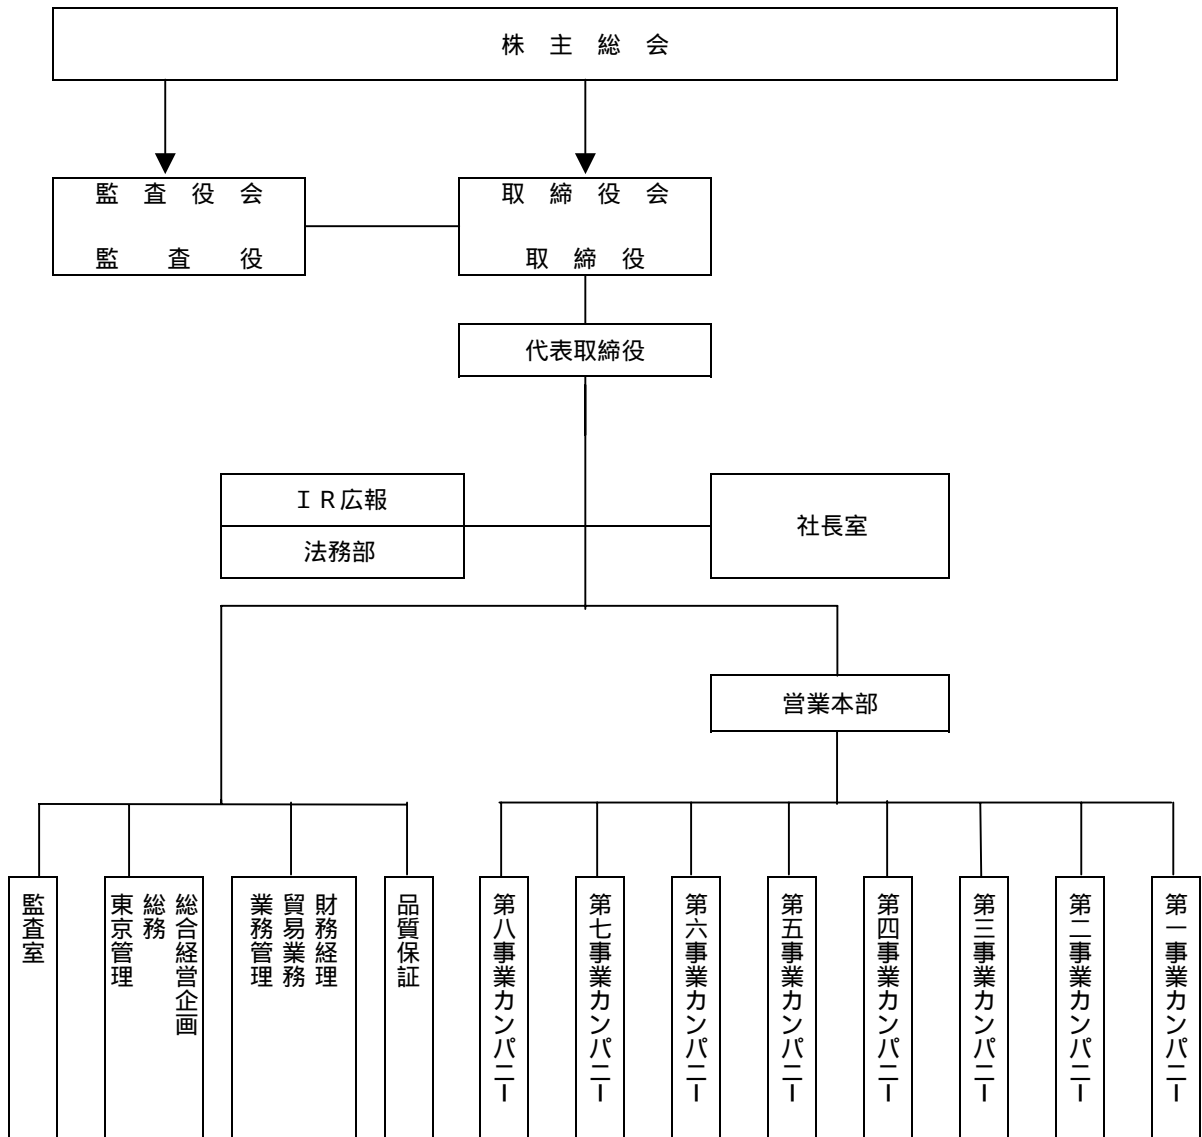 株　主　総　会
監　査　役　会
監　　査　　役
取　締　役　会
取　締　役
代表取締役
ＩＲ広報
法務部
社長室
営業本部
監査室
総合経営企画
総務
東京管理
財務経理
貿易業務
業務管理
品質保証
第八事業カンパニー
第七事業カンパニー
第六事業カンパニー
第五事業カンパニー
第四事業カンパニー
第三事業カンパニー
第二事業カンパニー
第一事業カンパニー